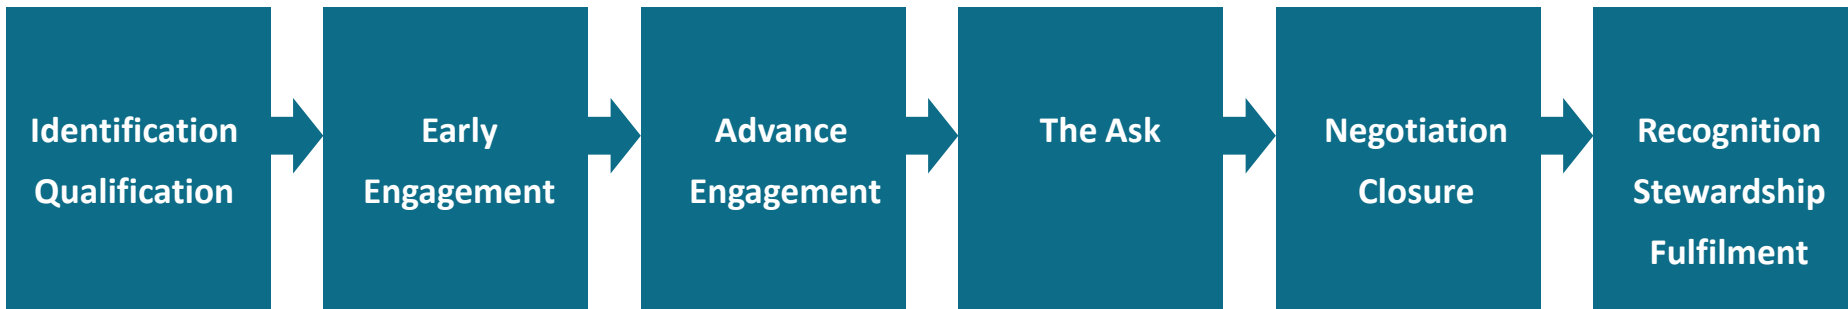 Identification
Qualification
Early
Engagement
Advance
Engagement
The Ask
Negotiation
Closure
Recognition
Stewardship
Fulfilment